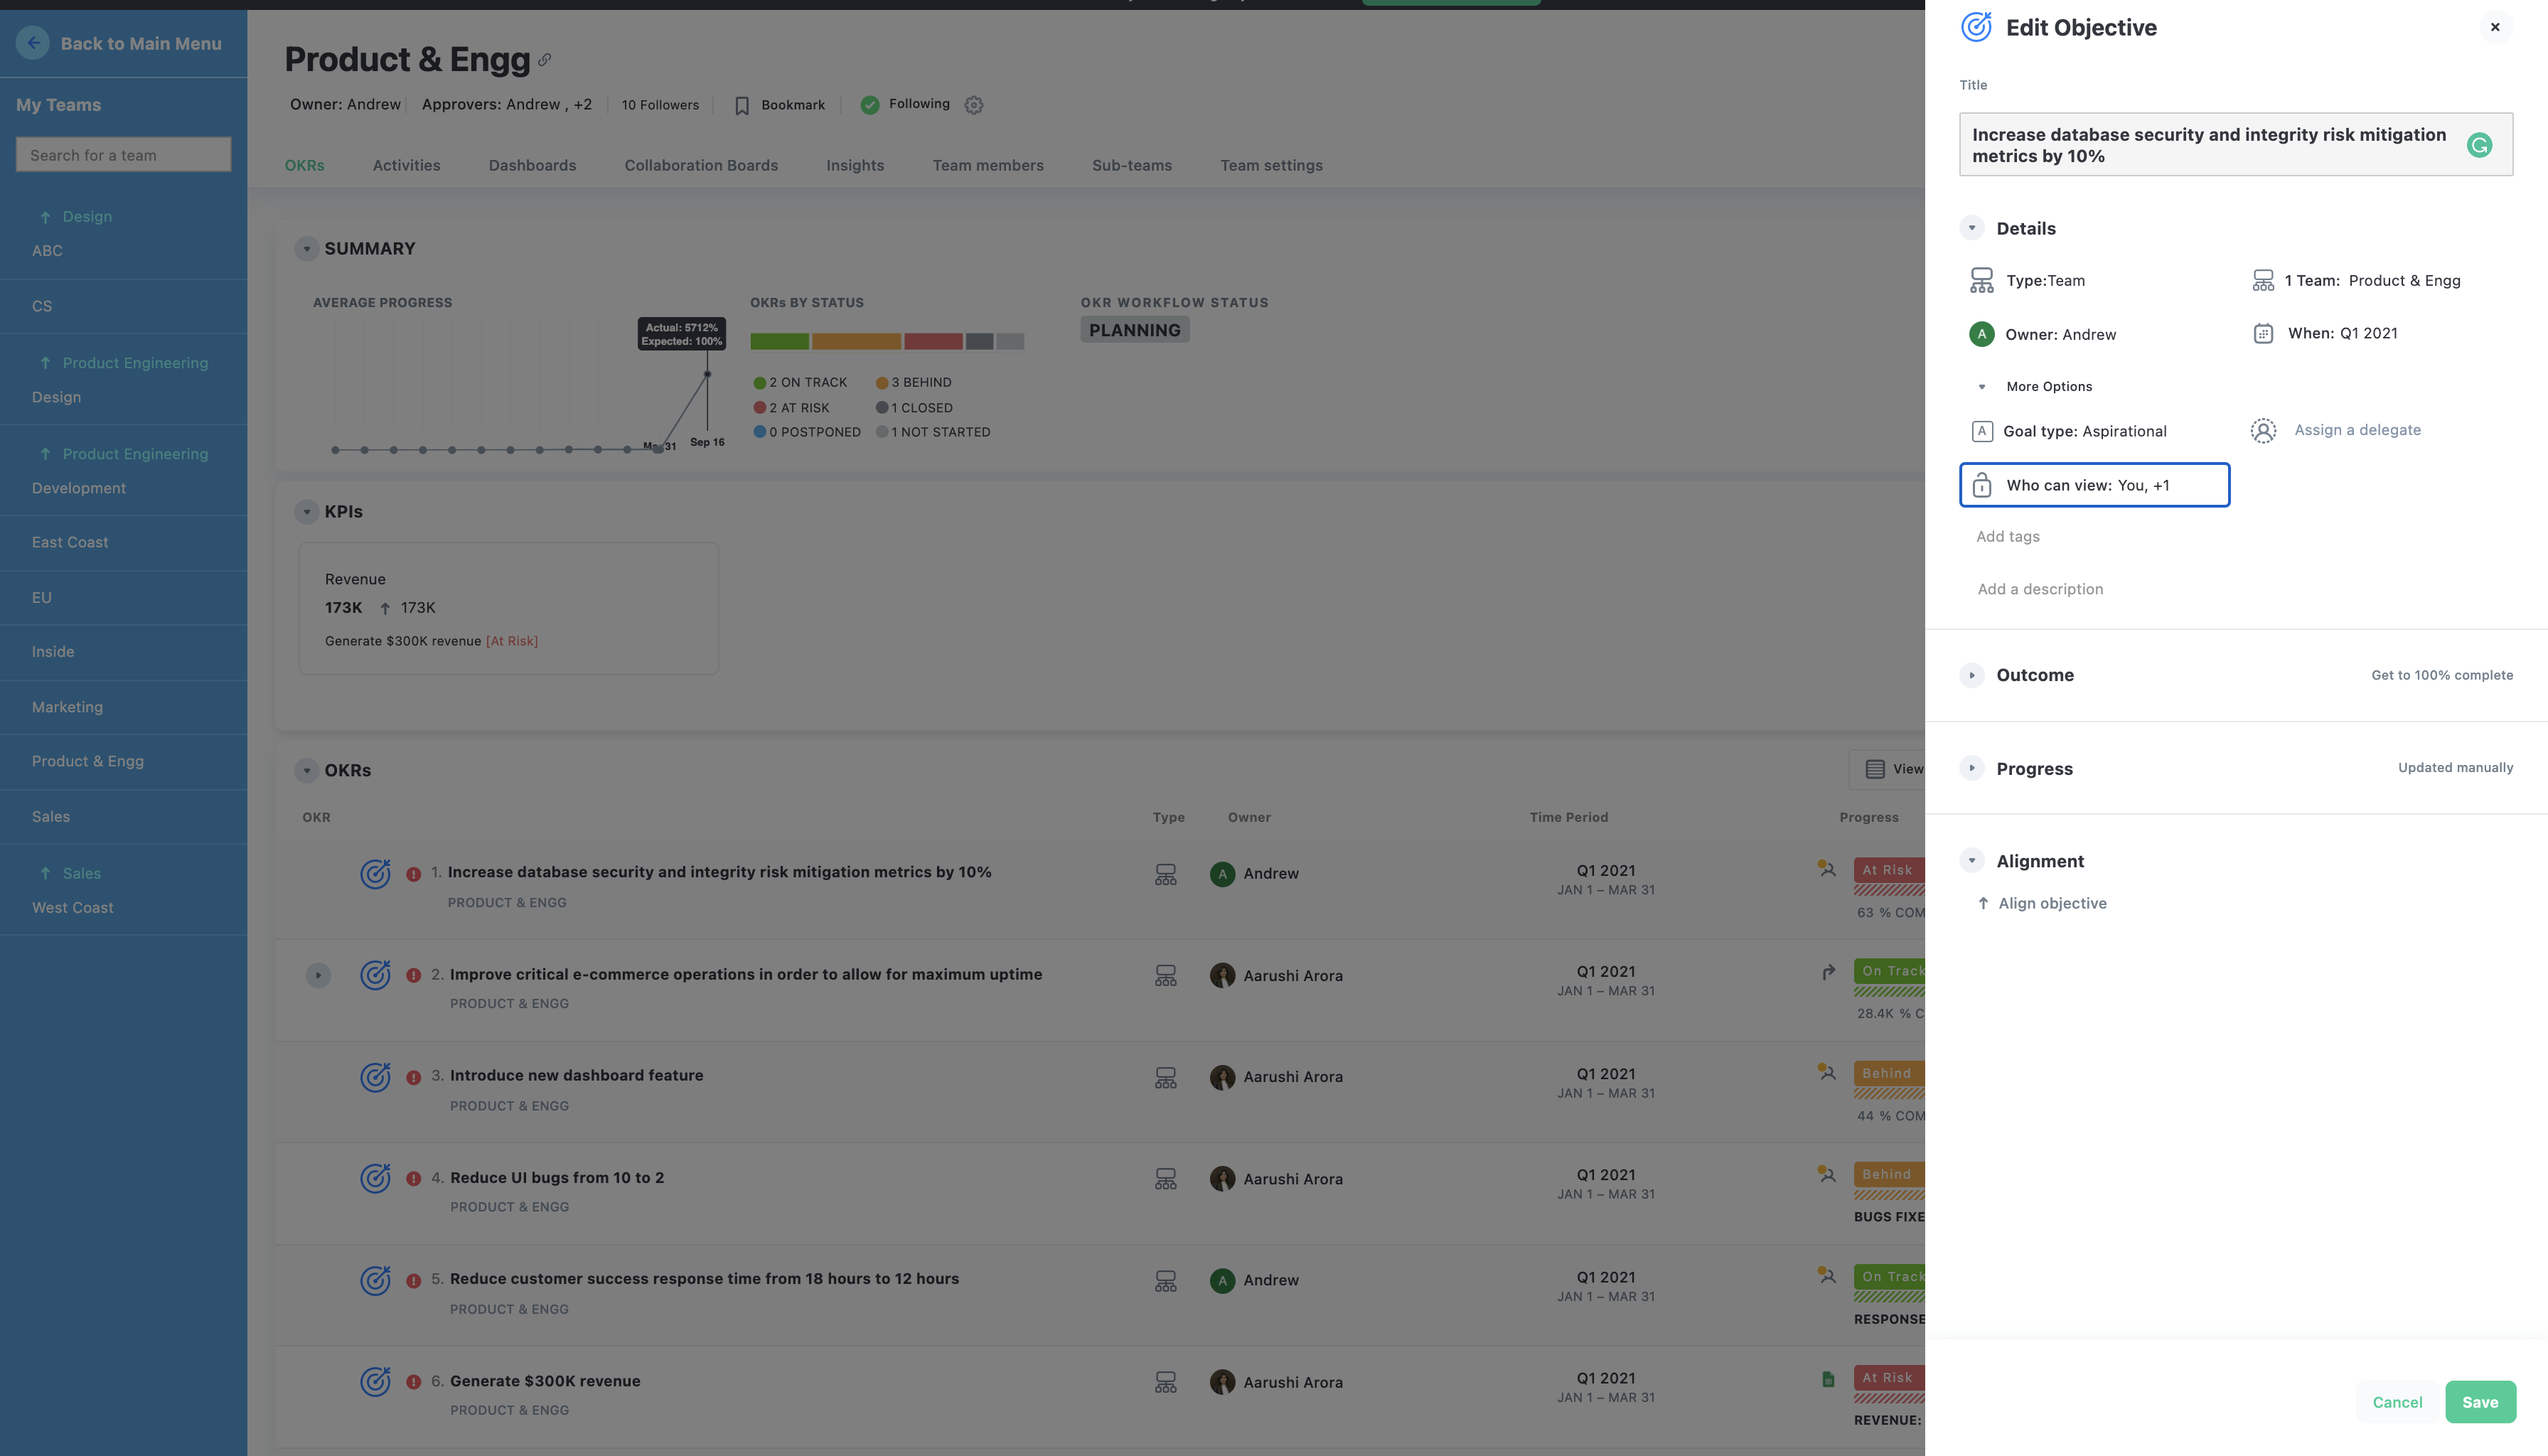 Back to Main Menu
My Teams
Search for a team
Design
ABC
CS
Product Engineering
Design
Product Engineering
Development
East Coast
EU
Inside
Marketing
Product & Engg
Sales
Sales
West Coast
Product & Engg
Owner: Andrew
Approvers: Andrew , +2
10 Followers
Bookmark
Following
OKRs
Activities
Dashboards
Collaboration Boards
Insights
Team members
Sub-teams
Team settings
SUMMARY
AVERAGE PROGRESS
Actual: 5712%
Expected: 100%
Sep 16
OKRs BY STATUS
2 ON TRACK
3 BEHIND
2 AT RISK
1 CLOSED
0 POSTPONED
1 NOT STARTED
OKR WORKFLOW STATUS
PLANNING
KPIs
Revenue
173K 173K
Generate $300K revenue [At Risk]
OKRs
View
OKR Type Owner Time Period Progress
1. Increase database security and integrity risk mitigation metrics by 10%
PRODUCT & ENGG
A Andrew
Q1 2021
JAN 1 – MAR 31
At Risk
63 % COM
2. Improve critical e-commerce operations in order to allow for maximum uptime
PRODUCT & ENGG
Aarushi Arora
Q1 2021
JAN 1 – MAR 31
On Track
28.4K % C
3. Introduce new dashboard feature
PRODUCT & ENGG
Aarushi Arora
Q1 2021
JAN 1 – MAR 31
Behind
44 % COM
4. Reduce UI bugs from 10 to 2
PRODUCT & ENGG
Aarushi Arora
Q1 2021
JAN 1 – MAR 31
Behind
BUGS FIXE
5. Reduce customer success response time from 18 hours to 12 hours
PRODUCT & ENGG
A Andrew
Q1 2021
JAN 1 – MAR 31
On Track
RESPONSE
6. Generate $300K revenue
PRODUCT & ENGG
Aarushi Arora
Q1 2021
JAN 1 – MAR 31
At Risk
REVENUE:
Edit Objective
Title
Increase database security and integrity risk mitigation
metrics by 10%
Details
Type:Team
1 Team: Product & Engg
A Owner: Andrew
When: Q1 2021
More Options
A Goal type: Aspirational
Assign a delegate
Who can view: You, +1
Add tags
Add a description
Outcome
Get to 100% complete
Progress
Updated manually
Alignment
Align objective
Cancel
Save